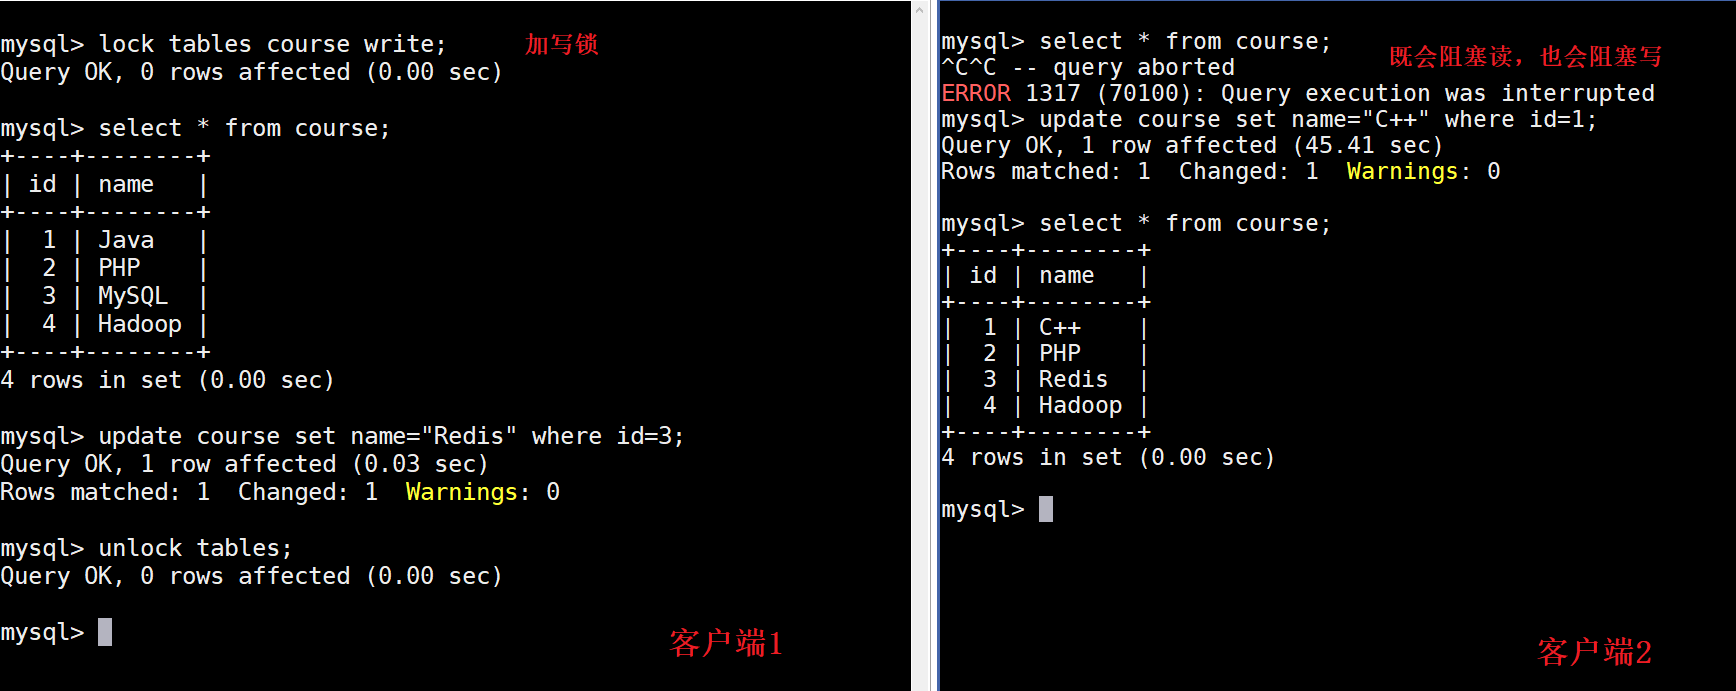 mysql> lock tables course write;
加写锁
Query OK, 0 rows affected (0.00 sec)
mysql> select * from course;
+----+--------+
| id | name   |
+----+--------+
|  1 | Java   |
|  2 | PHP    |
|  3 | MySQL  |
|  4 | Hadoop |
+----+--------+
4 rows in set (0.00 sec)
mysql> update course set name="Redis" where id=3;
Query OK, 1 row affected (0.03 sec)
Rows matched: 1  Changed: 1  Warnings: 0
mysql> unlock tables;
Query OK, 0 rows affected (0.00 sec)
mysql>
客户端1
mysql> select * from course;
既会阻塞读，也会阻塞写
^C^C -- query aborted
ERROR 1317 (70100): Query execution was interrupted
mysql> update course set name="C++" where id=1;
Query OK, 1 row affected (45.41 sec)
Rows matched: 1  Changed: 1  Warnings: 0
mysql> select * from course;
+----+--------+
| id | name   |
+----+--------+
|  1 | C++    |
|  2 | PHP    |
|  3 | Redis  |
|  4 | Hadoop |
+----+--------+
4 rows in set (0.00 sec)
mysql>
客户端2